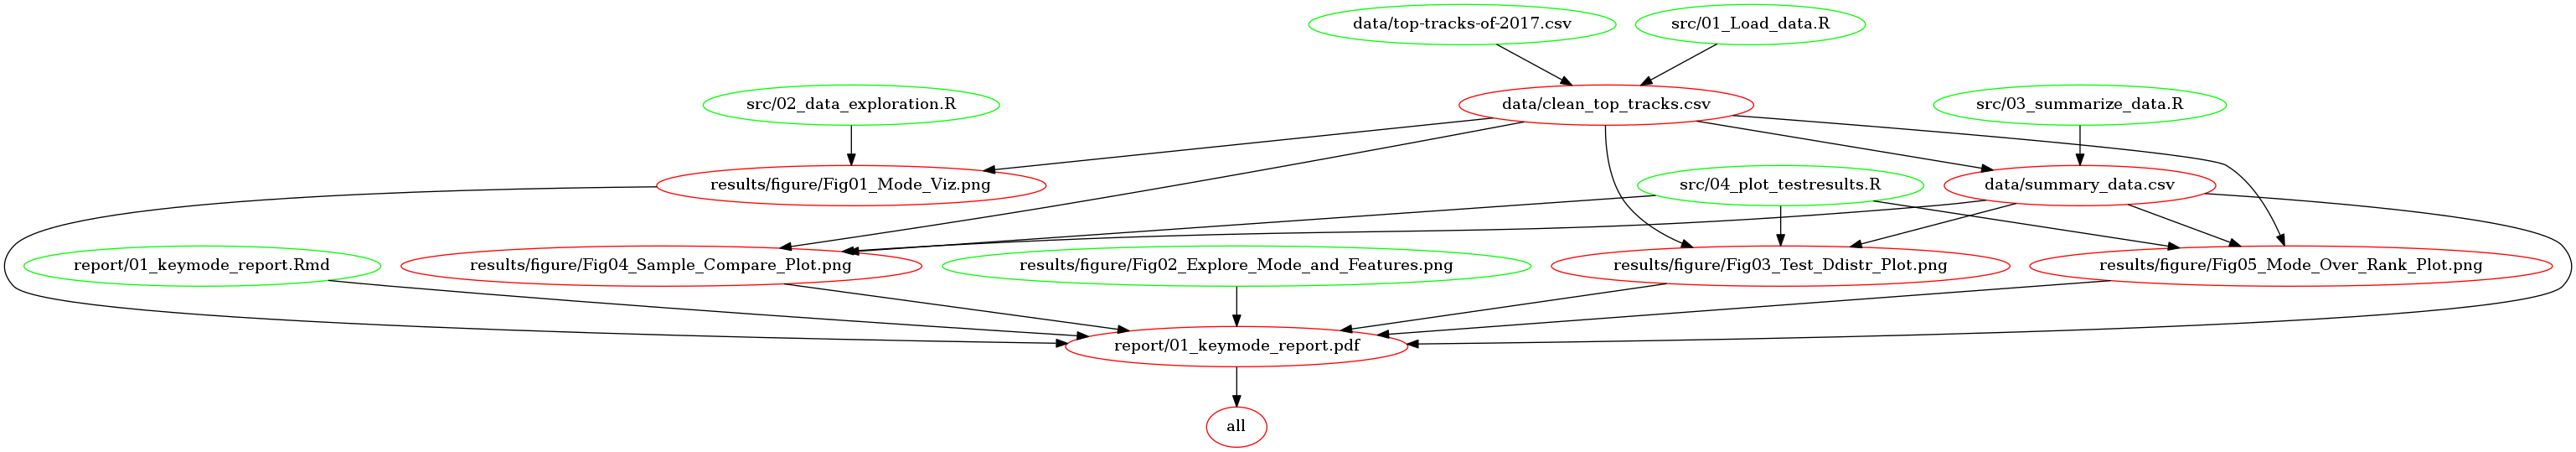 data/top-tracks-of-2017.csv
src/01_Load_data.R
src/02_data_exploration.R
data/clean_top_tracks.csv
src/03_summarize_data.R
results/figure/Fig01_Mode_Viz.png
src/04_plot_testresults.R
data/summary_data.csv
report/01_keymode_report.Rmd
results/figure/Fig04_Sample_Compare_Plot.png
results/figure/Fig02_Explore_Mode_and_Features.png
results/figure/Fig03_Test_Ddistr_Plot.png
results/figure/Fig05_Mode_Over_Rank_Plot.png
report/01_keymode_report.pdf
all